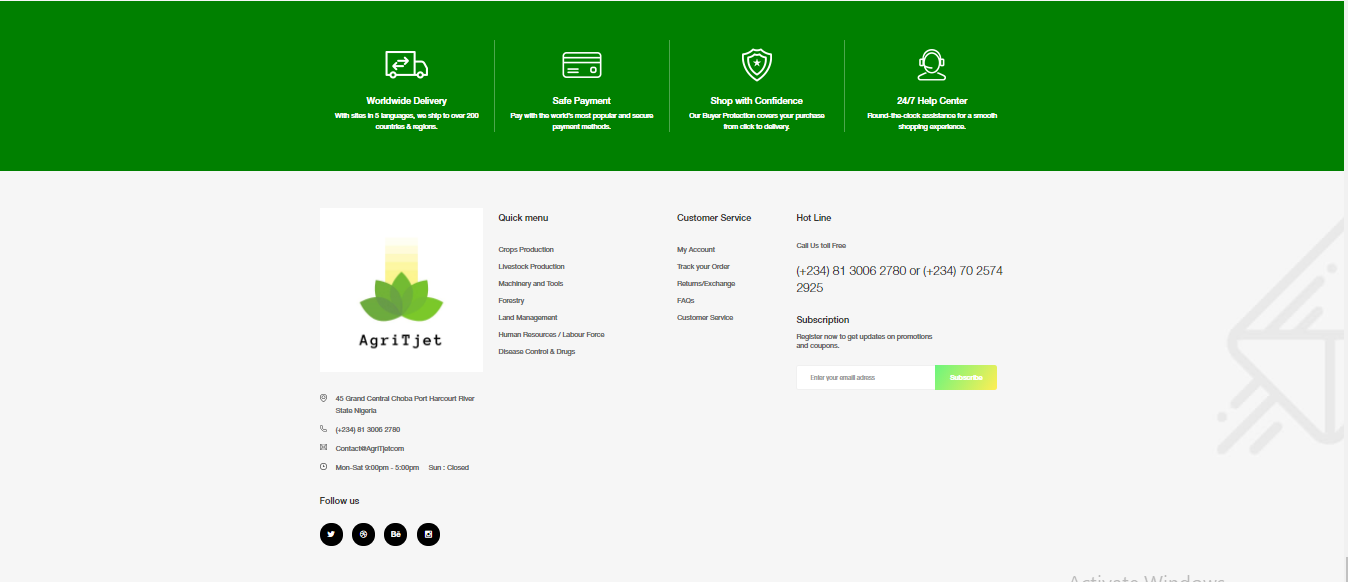 Worldwide Delivery
With sites in 5 languages, we ship to over 200
countries & regions.
Safe Payment
Pay with the world's most popular and secure
payment methods.
Shop with Confidence
Our Buyer Protection covers your purchase
from click to delivery.
24/7 Help Center
Round-the-clock assistance for a smooth
shopping experience.
AgriTjet
45 Grand Central Choba Port Harcourt River
State Nigeria
(+234) 81 3006 2780
Contact@AgriTjetcom
Mon-Sat 9:00pm - 5:00pm Sun : Closed
Follow us
Bē
Quick menu
Crops Production
Livestock Production
Machinery and Tools
Forestry
Land Management
Human Resources / Labour Force
Disease Control & Drugs
Customer Service
My Account
Track your Order
Returns/Exchange
FAQs
Customer Service
Hot Line
Call Us toll Free
(+234) 81 3006 2780 or (+234) 70 2574
2925
Subscription
Register now to get updates on promotions
and coupons.
Enter your email adress
Subscribe
Activate Windows